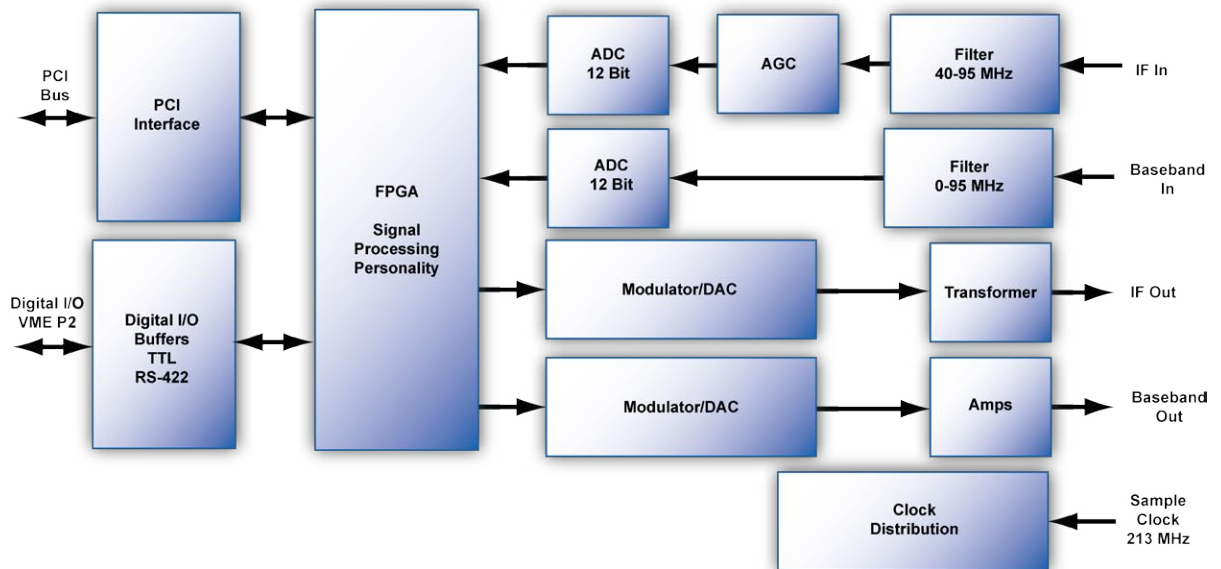 PCI
Bus
PCI
Interface
Digital I/O
VME P2
Digital I/O
Buffers
TTL
RS-422
FPGA
Signal
Processing
Personality
ADC
12 Bit
AGC
Filter
40-95 MHz
IF In
ADC
12 Bit
Filter
0-95 MHz
Baseband
In
Modulator/DAC
Transformer
IF Out
Modulator/DAC
Amps
Baseband
Out
Clock
Distribution
Sample
Clock
213 MHz